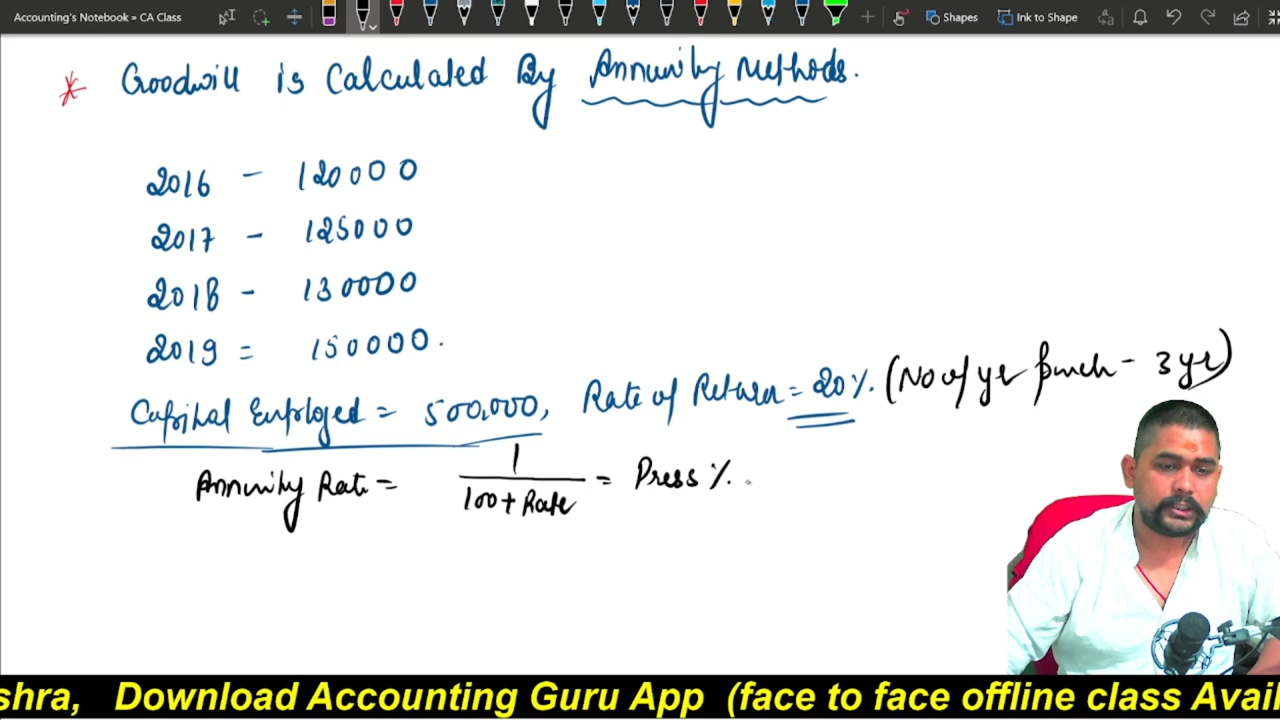 Accounting's Notebook » CA Class
Shapes
Ink to Shape
* Goodwill is Calculated By Annunity Methods.
2016 - 120000
2017 - 125000
2018 - 130000
2019 = 150000.
Capital Employed = 500,000, Rate of Return = 20%. (No of yr purch - 3 yr)
Annunity Rate = 1 / 100 + Rate = Press %.
shra, Download Accounting Guru App (face to face offline class Avail